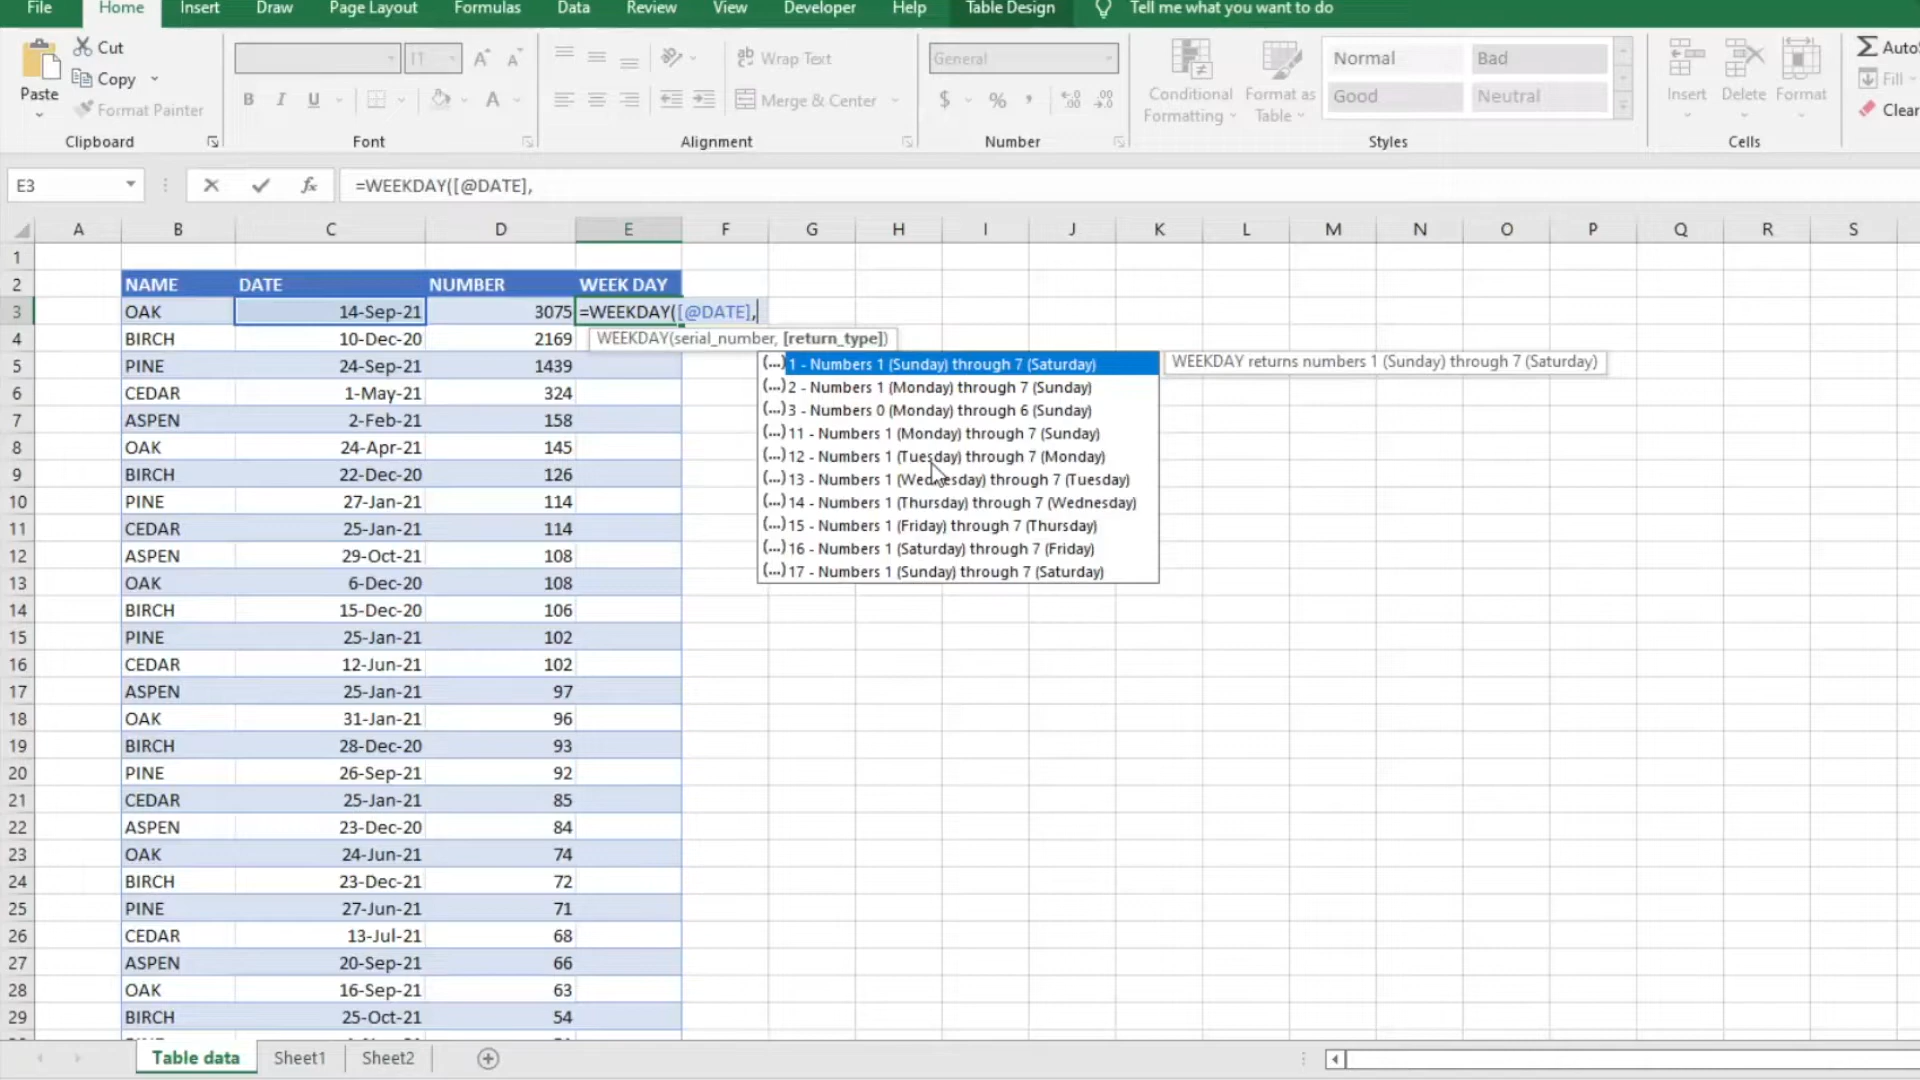 File Home Insert Draw Page Layout Formulas Data Review View Developer Help Table Design Tell me what you want to do
Cut
Copy
Format Painter
Paste
Clipboard
B I U A
Font
Wrap Text
Merge & Center
Alignment
General
$ % ,
Number
Conditional Formatting
Format as Table
Normal Bad
Good Neutral
Styles
Insert Delete Format
Cells
Fill
Clear
E3 fx =WEEKDAY([@DATE],
A B C D E F G H I J K L M N O P Q R S
1
2 NAME DATE NUMBER WEEK DAY
3 OAK 14-Sep-21 3075 =WEEKDAY([@DATE],
WEEKDAY(serial_number, [return_type])
4 BIRCH 10-Dec-20 2169
5 PINE 24-Sep-21 1439
6 CEDAR 1-May-21 324
7 ASPEN 2-Feb-21 158
8 OAK 24-Apr-21 145
9 BIRCH 22-Dec-20 126
10 PINE 27-Jan-21 114
11 CEDAR 25-Jan-21 114
12 ASPEN 29-Oct-21 108
13 OAK 6-Dec-20 108
14 BIRCH 15-Dec-20 106
15 PINE 25-Jan-21 102
16 CEDAR 12-Jun-21 102
17 ASPEN 25-Jan-21 97
18 OAK 31-Jan-21 96
19 BIRCH 28-Dec-20 93
20 PINE 26-Sep-21 92
21 CEDAR 25-Jan-21 85
22 ASPEN 23-Dec-20 84
23 OAK 24-Jun-21 74
24 BIRCH 23-Dec-21 72
25 PINE 27-Jun-21 71
26 CEDAR 13-Jul-21 68
27 ASPEN 20-Sep-21 66
28 OAK 16-Sep-21 63
29 BIRCH 25-Oct-21 54
(...) 1 - Numbers 1 (Sunday) through 7 (Saturday)
(...) 2 - Numbers 1 (Monday) through 7 (Sunday)
(...) 3 - Numbers 0 (Monday) through 6 (Sunday)
(...) 11 - Numbers 1 (Monday) through 7 (Sunday)
(...) 12 - Numbers 1 (Tuesday) through 7 (Monday)
(...) 13 - Numbers 1 (Wednesday) through 7 (Tuesday)
(...) 14 - Numbers 1 (Thursday) through 7 (Wednesday)
(...) 15 - Numbers 1 (Friday) through 7 (Thursday)
(...) 16 - Numbers 1 (Saturday) through 7 (Friday)
(...) 17 - Numbers 1 (Sunday) through 7 (Saturday)
WEEKDAY returns numbers 1 (Sunday) through 7 (Saturday)
Table data Sheet1 Sheet2